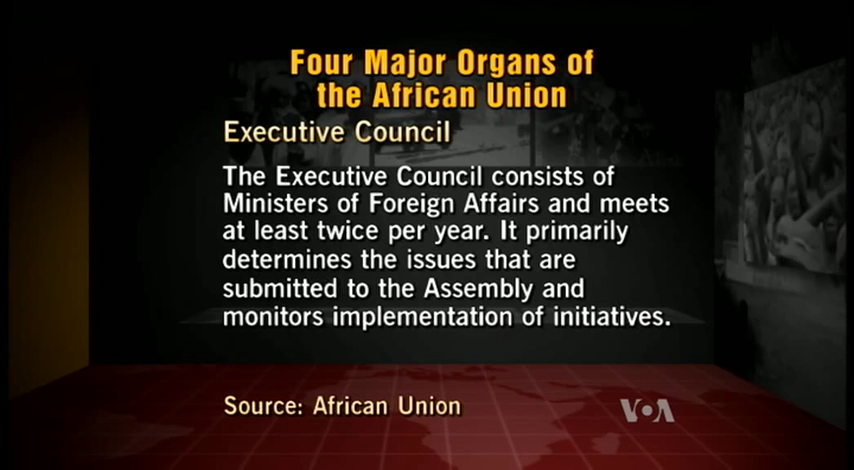 Four Major Organs of
the African Union
Executive Council
The Executive Council consists of
Ministers of Foreign Affairs and meets
at least twice per year. It primarily
determines the issues that are
submitted to the Assembly and
monitors implementation of initiatives.
Source: African Union
VOA